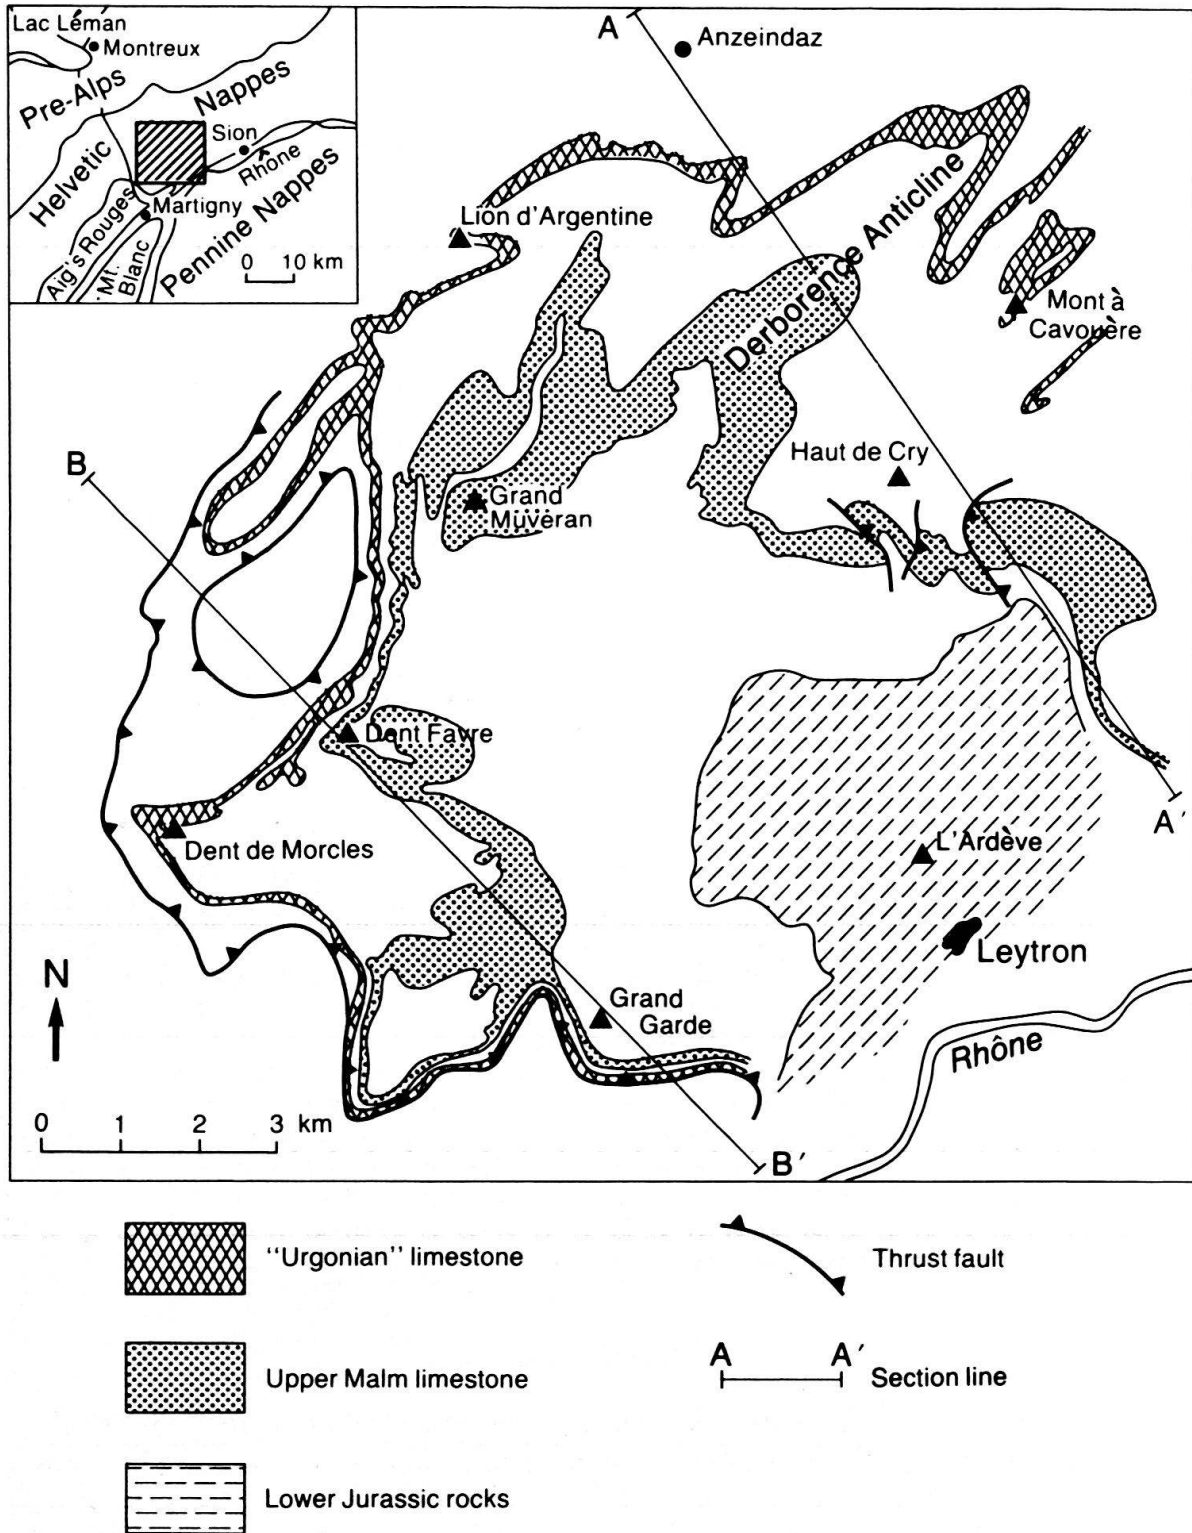 Lac Léman
Montreux
Pre-Alps
Nappes
Helvetic
Sion
Rhône
Martigny
Aig's Rouges
Mt.
Blanc
Pennine Nappes
0 10 km
A
Anzeindaz
Lion d'Argentine
Derborence Anticline
Mont à
Cavouère
B
Haut de Cry
Grand
Muveran
Dent Favre
A'
Dent de Morcles
L'Ardève
Leytron
N
Grand
Garde
Rhône
0 1 2 3 km
B'
"Urgonian" limestone
Thrust fault
Upper Malm limestone
A A'
Section line
Lower Jurassic rocks